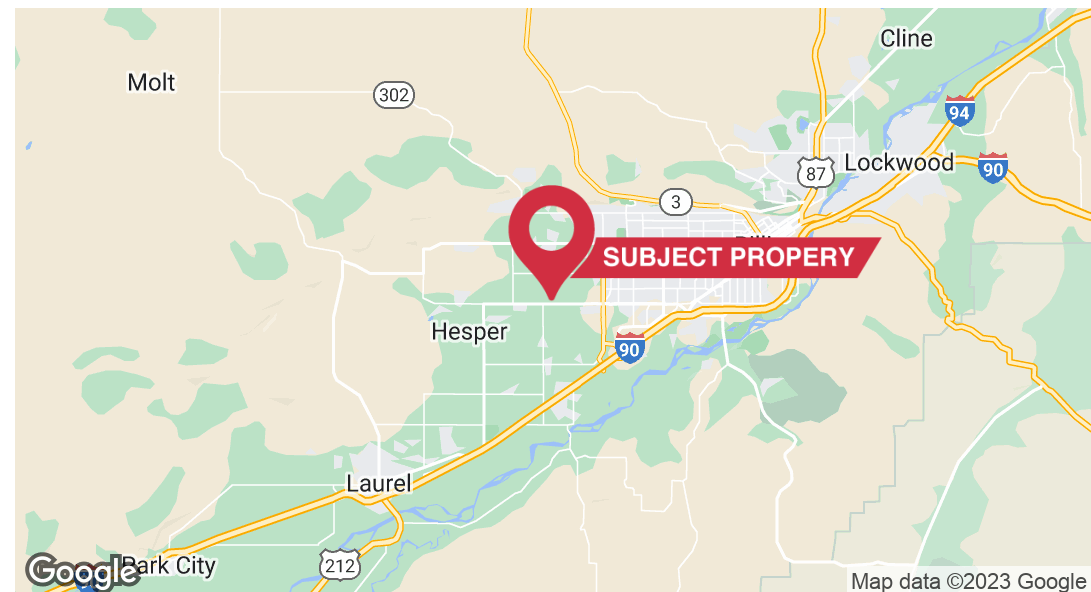 Cline
Molt
302
94
Lockwood
90
87
3
SUBJECT PROPERY
Hesper
90
Laurel
Park City
212
Google
Map data ©2023 Google